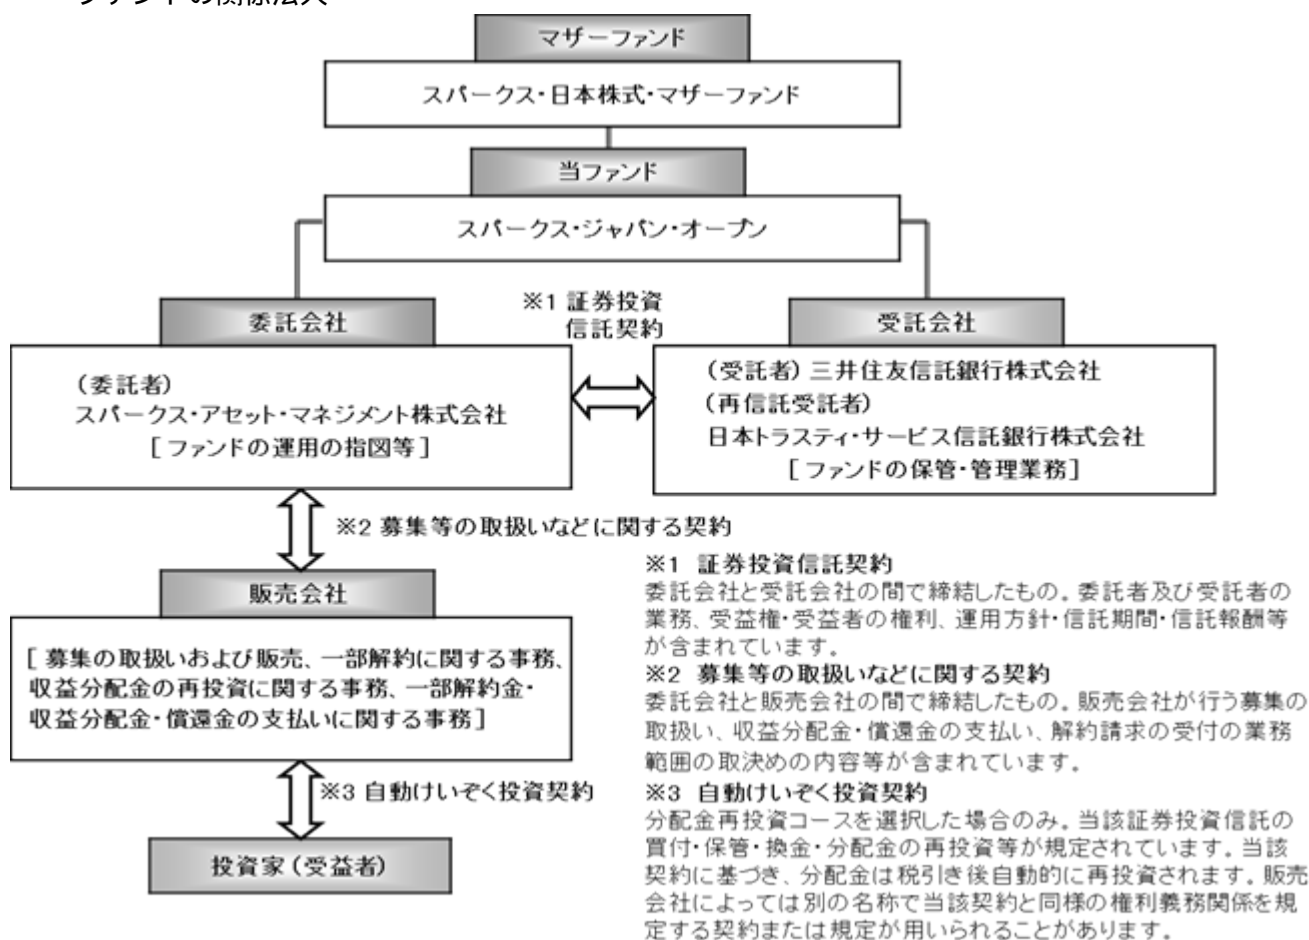 ファンドの関係法人
マザーファンド
スパークス・日本株式・マザーファンド
当ファンド
スパークス・ジャパン・オープン
委託会社
※1 証券投資
信託契約
受託会社
(委託者)
スパークス・アセット・マネジメント株式会社
[ファンドの運用の指図等]
(受託者)三井住友信託銀行株式会社
(再信託受託者)
日本トラスティ・サービス信託銀行株式会社
[ファンドの保管・管理業務]
※2 募集等の取扱いなどに関する契約
販売会社
[募集の取扱いおよび販売、一部解約に関する事務、
収益分配金の再投資に関する事務、一部解約金・
収益分配金・償還金の支払いに関する事務]
※3 自動けいぞく投資契約
投資家(受益者)
※1 証券投資信託契約
委託会社と受託会社の間で締結したもの。委託者及び受託者の
業務、受益権・受益者の権利、運用方針・信託期間・信託報酬等
が含まれています。
※2 募集等の取扱いなどに関する契約
委託会社と販売会社の間で締結したもの。販売会社が行う募集の
取扱い、収益分配金・償還金の支払い、解約請求の受付の業務
範囲の取決めの内容等が含まれています。
※3 自動けいぞく投資契約
分配金再投資コースを選択した場合のみ。当該証券投資信託の
買付・保管・換金・分配金の再投資等が規定されています。当該
契約に基づき、分配金は税引き後自動的に再投資されます。販売
会社によっては別の名称で当該契約と同様の権利義務関係を規
定する契約または規定が用いられることがあります。